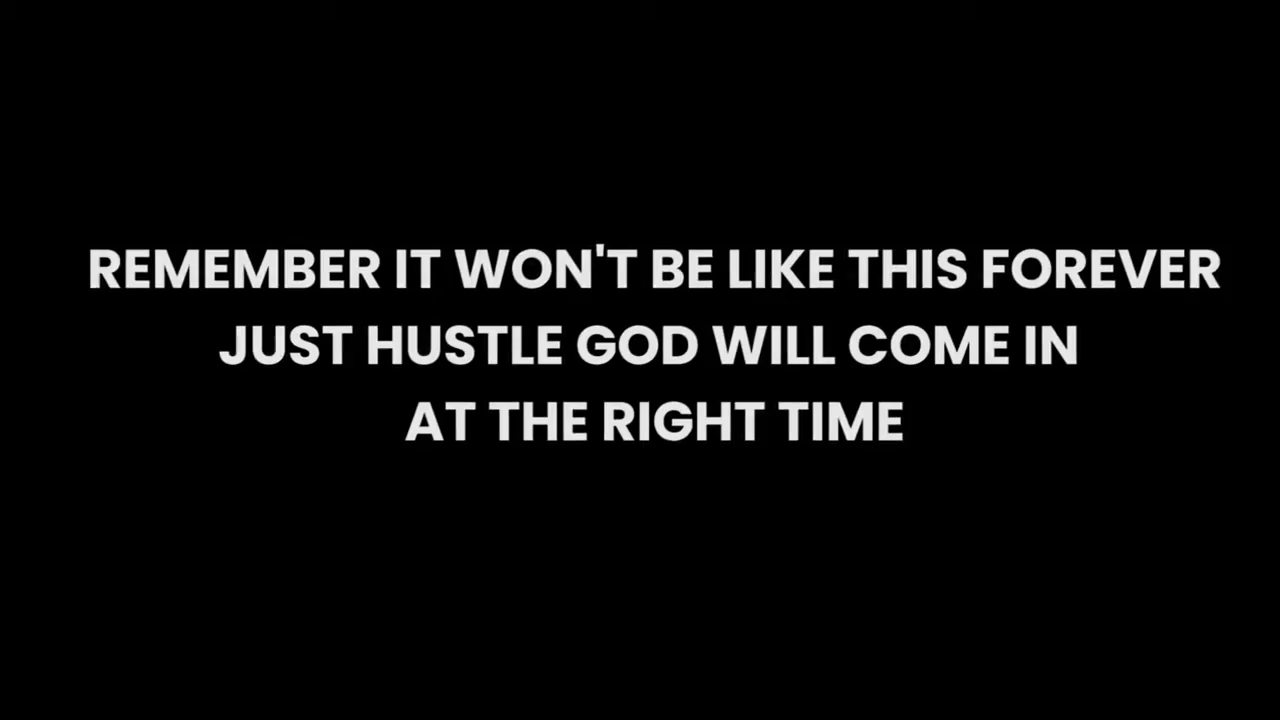 REMEMBER IT WON'T BE LIKE THIS FOREVER
JUST HUSTLE GOD WILL COME IN
AT THE RIGHT TIME